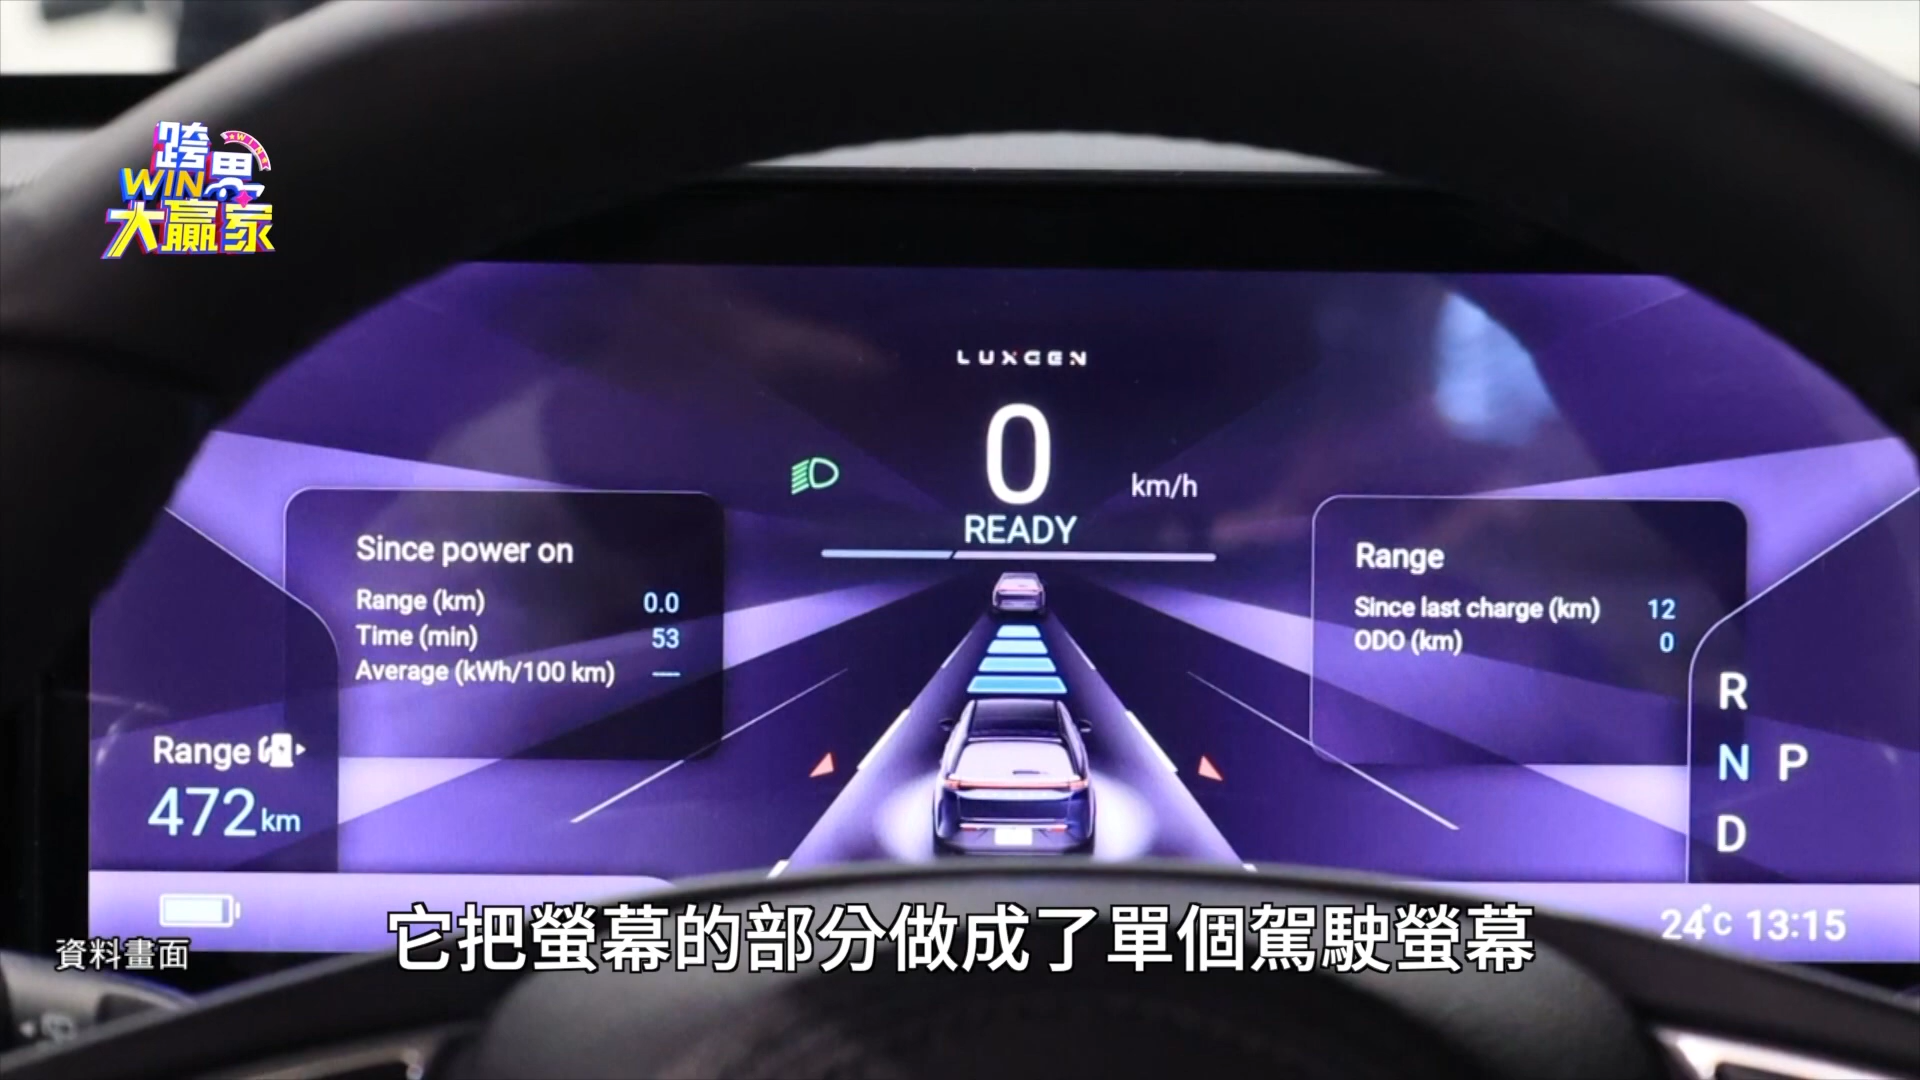 跨界
WIN
大贏家
LUXGEN
0
km/h
READY
Since power on
Range (km) 0.0
Time (min) 53
Average (kWh/100 km) ---
Range
Since last charge (km) 12
ODO (km) 0
Range
472 km
R
N P
D
24°C 13:15
資料畫面
它把螢幕的部分做成了單個駕駛螢幕